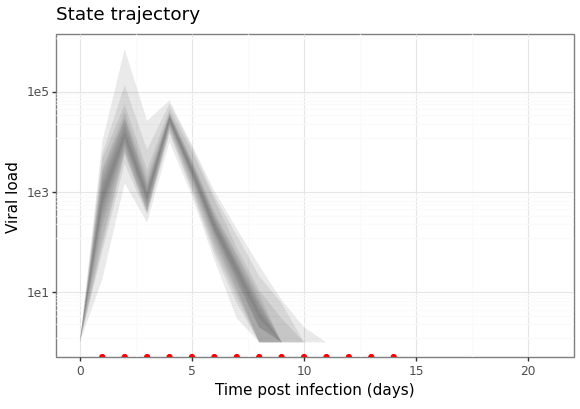 State trajectory
1e5
1e3
1e1
Viral load
0 5 10 15 20
Time post infection (days)